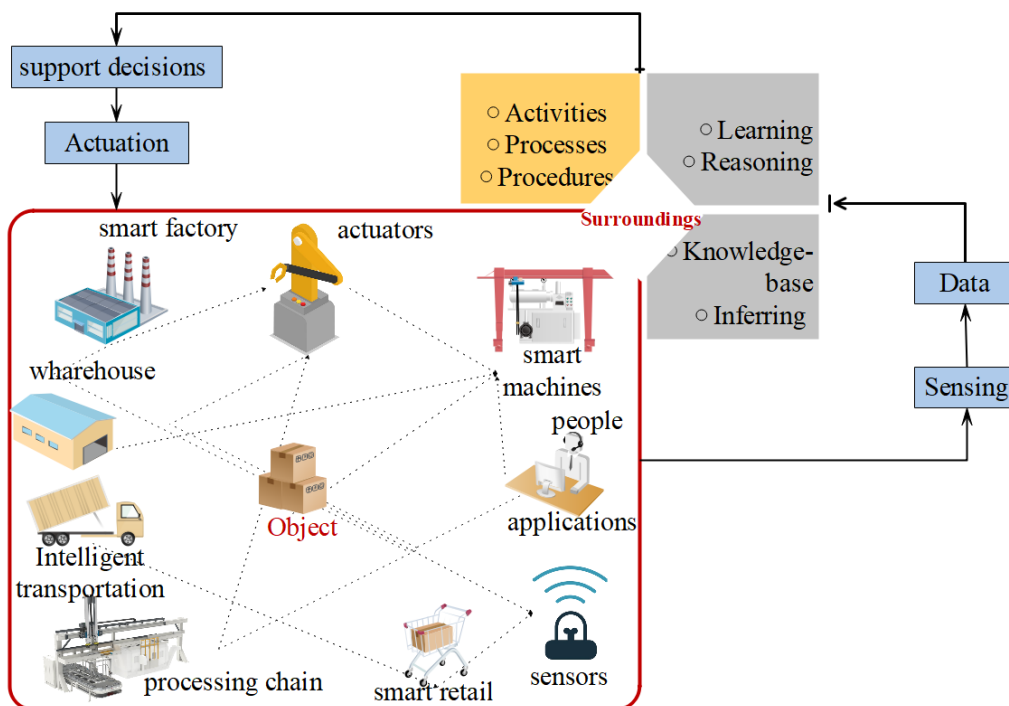 support decisions
Actuation
○ Activities
○ Processes
○ Procedures
○ Learning
○ Reasoning
Surroundings
○ Knowledge-
base
○ Inferring
Data
Sensing
smart factory
actuators
wharehouse
smart
machines
people
Object
applications
Intelligent
transportation
processing chain
smart retail
sensors